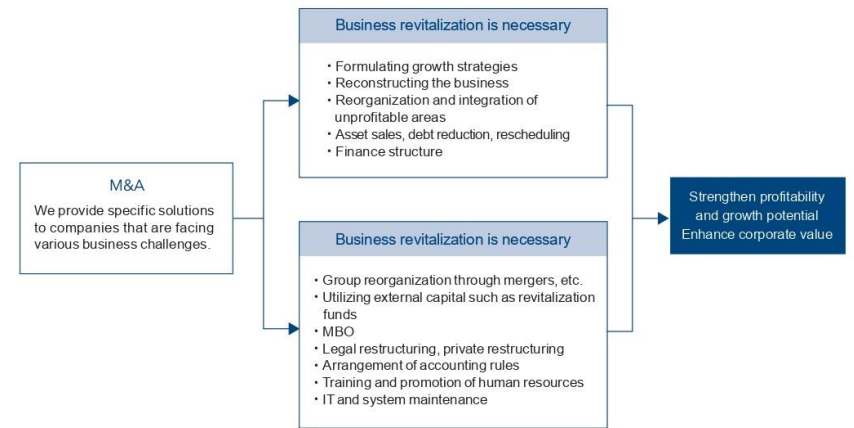 M&A
We provide specific solutions
to companies that are facing
various business challenges.
Business revitalization is necessary
・Formulating growth strategies
・Reconstructing the business
・Reorganization and integration of
unprofitable areas
・Asset sales, debt reduction, rescheduling
・Finance structure
Business revitalization is necessary
・Group reorganization through mergers, etc.
・Utilizing external capital such as revitalization
funds
・MBO
・Legal restructuring, private restructuring
・Arrangement of accounting rules
・Training and promotion of human resources
・IT and system maintenance
Strengthen profitability
and growth potential
Enhance corporate value